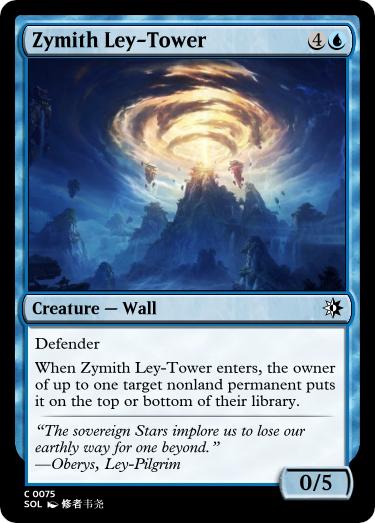 Zymith Ley-Tower 4
Creature — Wall
Defender
When Zymith Ley-Tower enters, the owner
of up to one target nonland permanent puts
it on the top or bottom of their library.
“The sovereign Stars implore us to lose our
earthly way for one beyond.”
—Oberys, Ley-Pilgrim
0/5
C 0075
SOL 修者韦尧